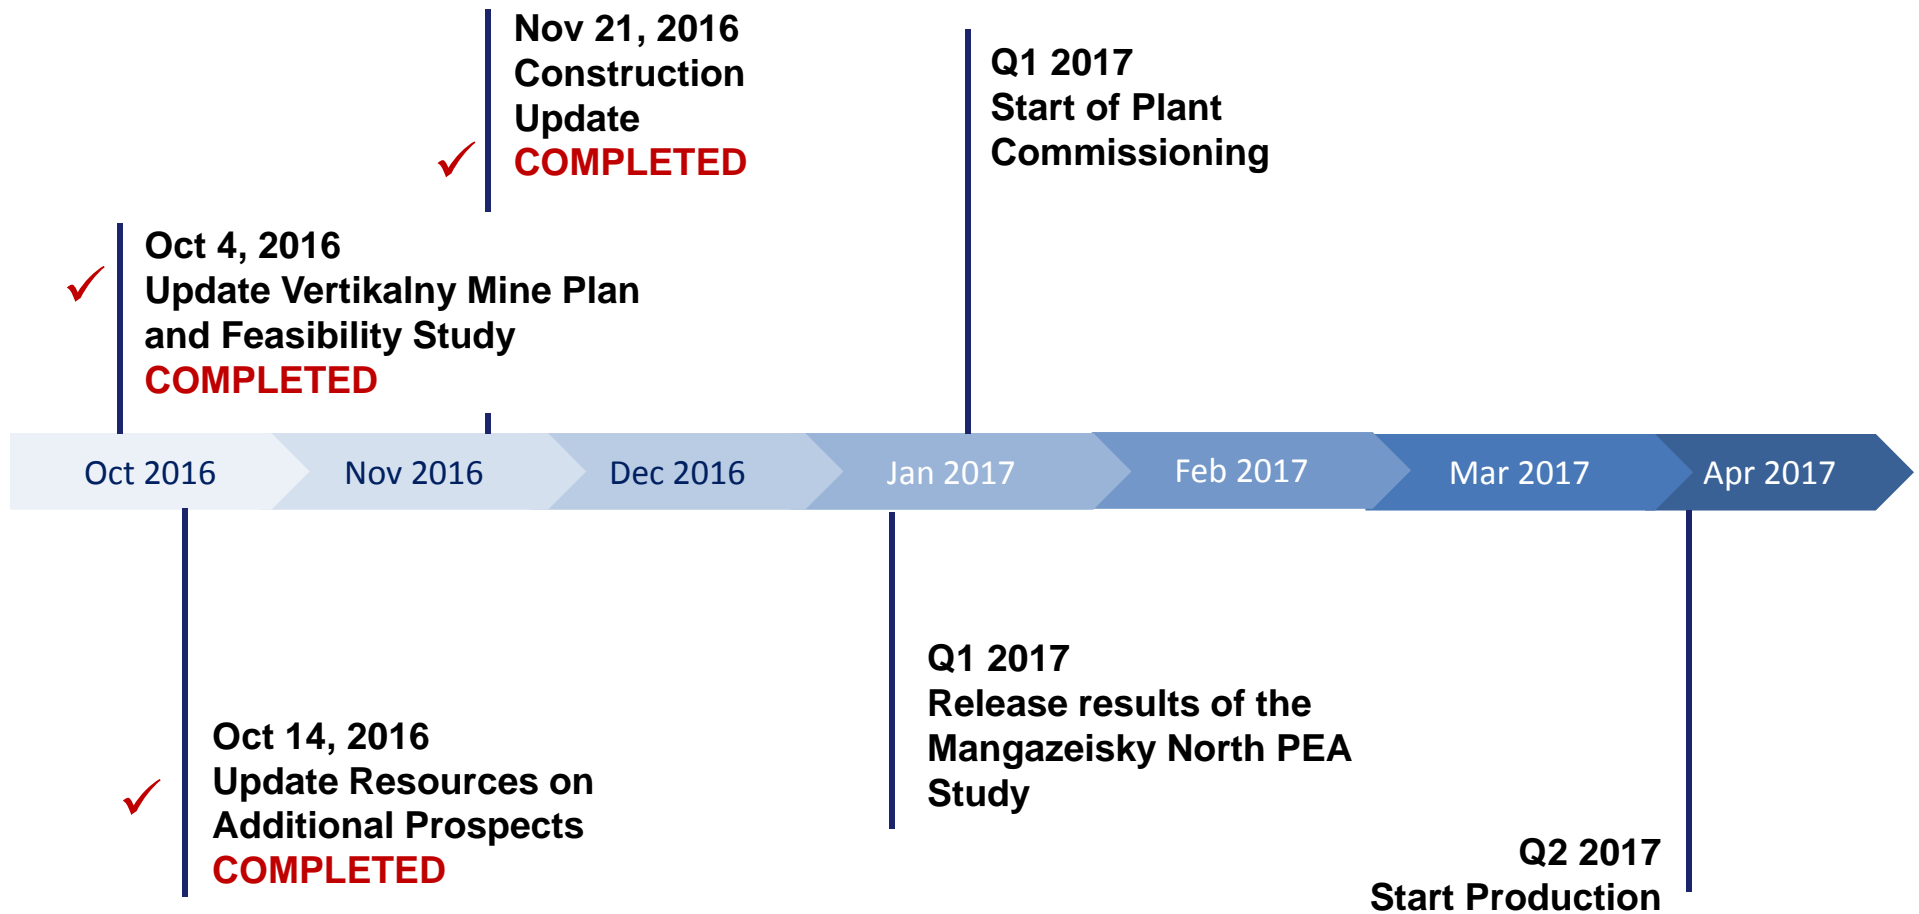 Nov 21, 2016
Construction
Update
COMPLETED
Q1 2017
Start of Plant
Commissioning
Oct 4, 2016
Update Vertikalny Mine Plan
and Feasibility Study
COMPLETED
Oct 2016
Nov 2016
Dec 2016
Jan 2017
Feb 2017
Mar 2017
Apr 2017
Oct 14, 2016
Update Resources on
Additional Prospects
COMPLETED
Q1 2017
Release results of the
Mangazeisky North PEA
Study
Q2 2017
Start Production